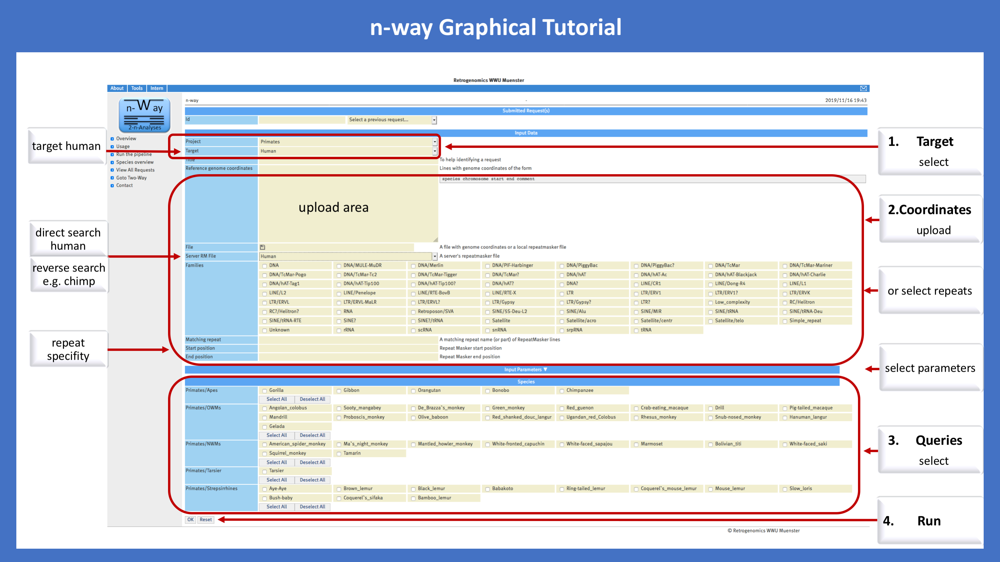 n-way Graphical Tutorial
Retrogenomics WWU Muenster
About Tools Intern
n-Way
2-n-Analyses
Overview
Usage
Run the pipeline
Species overview
View All Requests
Goto Two-Way
Contact
n-way - 2019/11/16 19:43
Submitted Request(s)
Id Select a previous request...
Input Data
Project Primates
Target Human
Title To help identifying a request
Reference genome coordinates Lines with genome coordinates of the form
species chromosome start end comment
upload area
File A file with genome coordinates or a local repeatmasker file
Server RM File Human A server's repeatmasker file
Families DNA DNA/MULE-MuDR DNA/Merlin DNA/PIF-Harbinger DNA/PiggyBac DNA/PiggyBac? DNA/TcMar DNA/TcMar-Mariner
DNA/TcMar-Pogo DNA/TcMar-Tc2 DNA/TcMar-Tigger DNA/TcMar? DNA/hAT DNA/hAT-Ac DNA/hAT-Blackjack DNA/hAT-Charlie
DNA/hAT-Tag1 DNA/hAT-Tip100 DNA/hAT-Tip100? DNA/hAT? DNA? LINE/CR1 LINE/Dong-R4 LINE/L1
LINE/L2 LINE/Penelope LINE/RTE-BovB LINE/RTE-X LTR LTR/ERV1 LTR/ERV1? LTR/ERVK
LTR/ERVL LTR/ERVL-MaLR LTR/ERVL? LTR/Gypsy LTR/Gypsy? LTR? Low_complexity RC/Helitron
RC?/Helitron? RNA Retroposon/SVA SINE/5S-Deu-L2 SINE/Alu SINE/MIR SINE/tRNA SINE/tRNA-Deu
SINE/tRNA-RTE SINE? SINE?/tRNA Satellite Satellite/acro Satellite/centr Satellite/telo Simple_repeat
Unknown rRNA scRNA snRNA srpRNA tRNA
Matching repeat A matching repeat name (or part) of RepeatMasker lines
Start position Repeat Masker start position
End position Repeat Masker end position
Input Parameters ▼
Species
Primates/Apes Gorilla Gibbon Orangutan Bonobo Chimpanzee
Select All Deselect All
Primates/OWMs Angolan_colobus Sooty_mangabey De_Brazza`s_monkey Green_monkey Red_guenon Crab-eating_macaque Drill Pig-tailed_macaque
Mandrill Proboscis_monkey Olive_baboon Red_shanked_douc_langur Ugandan_red_Colobus Rhesus_monkey Snub-nosed_monkey Hanuman_langur
Gelada
Select All Deselect All
Primates/NWMs American_spider_monkey Ma`s_night_monkey Mantled_howler_monkey White-fronted_capuchin White-faced_sapajou Marmoset Bolivian_titi White-faced_saki
Squirrel_monkey Tamarin
Select All Deselect All
Primates/Tarsier Tarsier
Select All Deselect All
Primates/Strepsirrhines Aye-Aye Brown_lemur Black_lemur Babakoto Ring-tailed_lemur Coquerel`s_mouse_lemur Mouse_lemur Slow_loris
Bush-baby Coquerel`s_sifaka Bamboo_lemur
Select All Deselect All
OK Reset
© Retrogenomics WWU Muenster
target human
direct search
human
reverse search
e.g. chimp
repeat
specifity
1. Target
select
2.Coordinates
upload
or select repeats
select parameters
3. Queries
select
4. Run